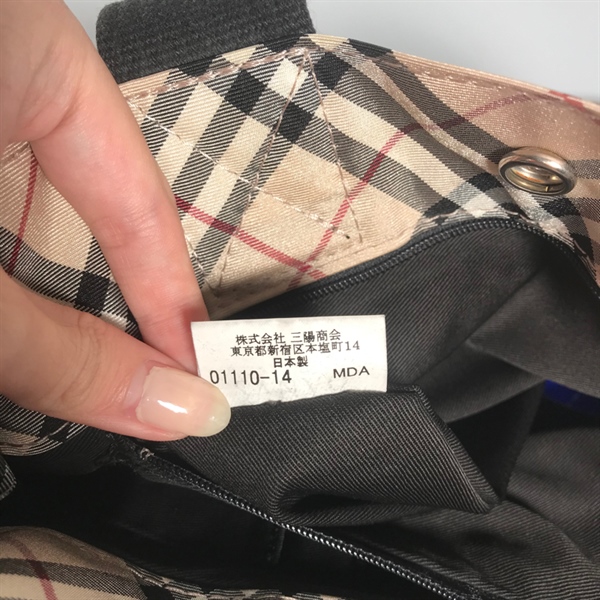 株式会社 三陽商会
東京都新宿区本塩町14
日本製
01110-14 MDA